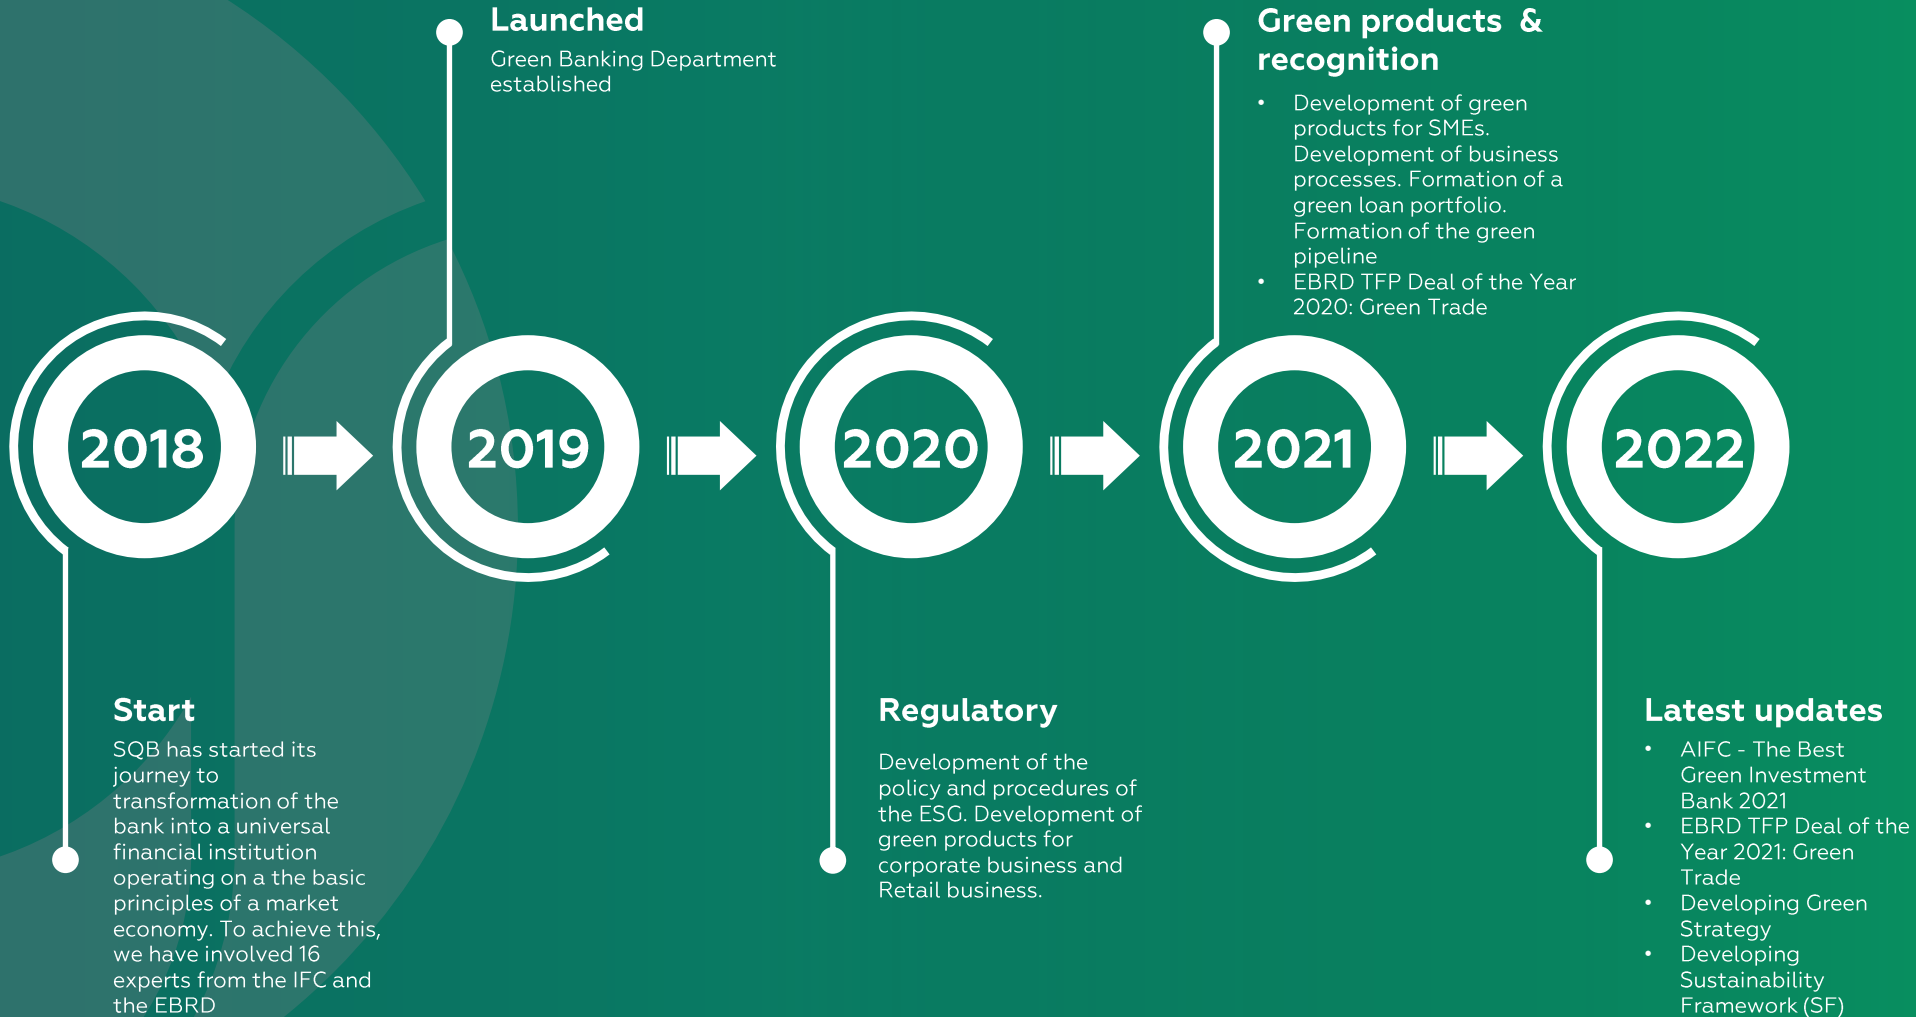 Launched
Green Banking Department
established
Green products & 
recognition
• Development of green
products for SMEs.
Development of business
processes. Formation of a
green loan portfolio.
Formation of the green
pipeline
• EBRD TFP Deal of the Year
2020: Green Trade
2018
2019
2020
2021
2022
Start
SQB has started its
journey to
transformation of the
bank into a universal
financial institution
operating on a the basic
principles of a market
economy. To achieve this,
we have involved 16
experts from the IFC and
the EBRD
Regulatory
Development of the
policy and procedures of
the ESG. Development of
green products for
corporate business and
Retail business.
Latest updates
• AIFC - The Best
Green Investment
Bank 2021
• EBRD TFP Deal of the
Year 2021: Green
Trade
• Developing Green
Strategy
• Developing
Sustainability
Framework (SF)